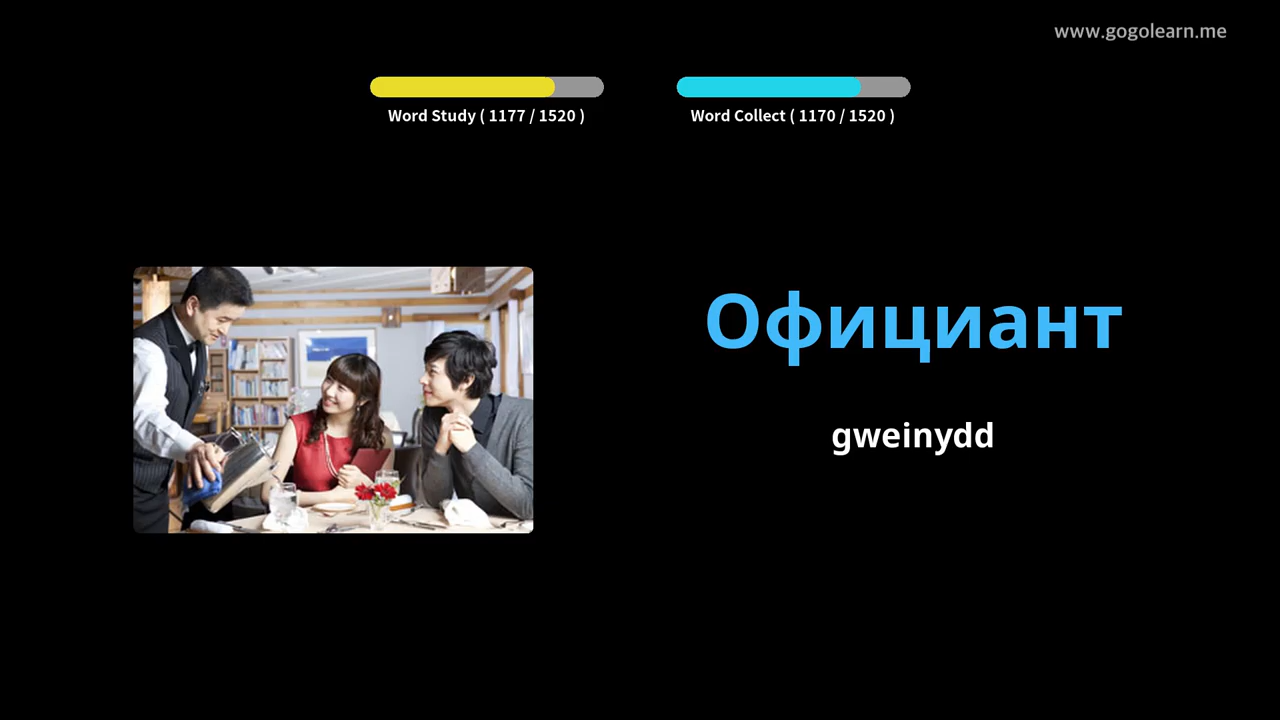 www.gogolearn.me
Word Study ( 1177 / 1520 )
Word Collect ( 1170 / 1520 )
Официант
gweinydd